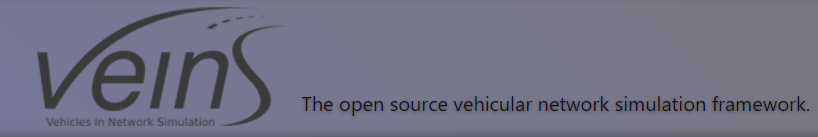 veins
Vehicles in Network Simulation
The open source vehicular network simulation framework.